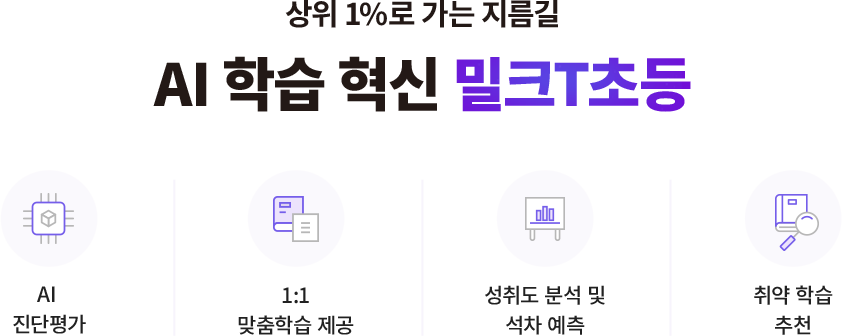 상위 1%로 가는 지름길
AI 학습 혁신 밀크T초등
AI
진단평가
1:1
맞춤학습 제공
성취도 분석 및
석차 예측
취약 학습
추천